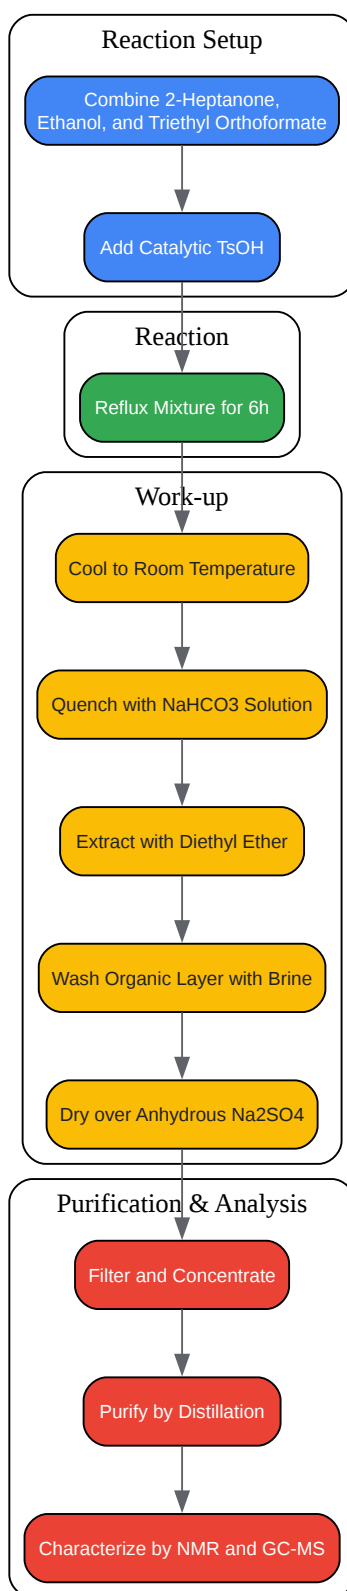 Reaction Setup
Combine 2-Heptanone,
Ethanol, and Triethyl Orthoformate
Add Catalytic TsOH
Reaction
Reflux Mixture for 6h
Work-up
Cool to Room Temperature
Quench with NaHCO3 Solution
Extract with Diethyl Ether
Wash Organic Layer with Brine
Dry over Anhydrous Na2SO4
Purification & Analysis
Filter and Concentrate
Purify by Distillation
Characterize by NMR and GC-MS